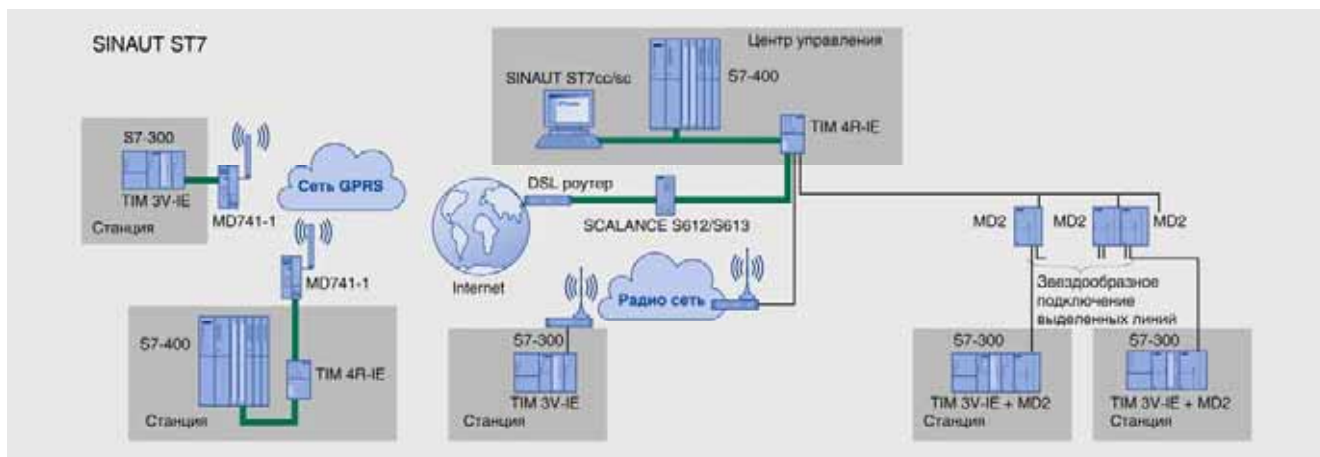 SINAUT ST7
Центр управления
SINAUT ST7cc/sc
S7-400
TIM 4R-IE
S7-300
TIM 3V-IE
Станция
MD741-1
Сеть GPRS
DSL роутер
SCALANCE S612/S613
Internet
MD2
MD2
MD2
Звездообразное
подключение
выделенных линий
MD741-1
S7-400
TIM 4R-IE
Станция
Радио сеть
S7-300
TIM 3V-IE
Станция
S7-300
TIM 3V-IE + MD2
Станция
S7-300
TIM 3V-IE + MD2
Станция